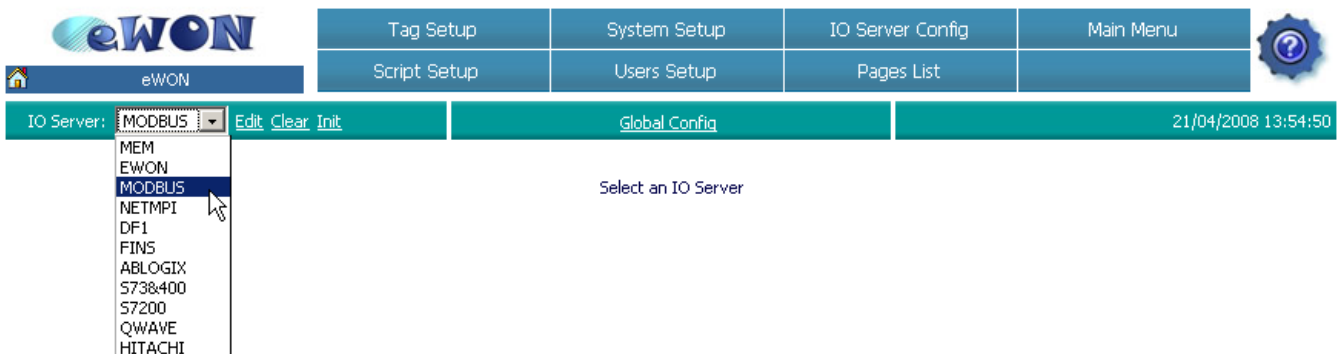 eWON
Tag Setup System Setup IO Server Config Main Menu
?
eWON
Script Setup Users Setup Pages List
IO Server: MODBUS Edit Clear Init Global Config 21/04/2008 13:54:50
MEM
EWON
MODBUS
Select an IO Server
NETMPI
DF1
FINS
ABLOGIX
S73&400
S7200
QWAVE
HITACHI